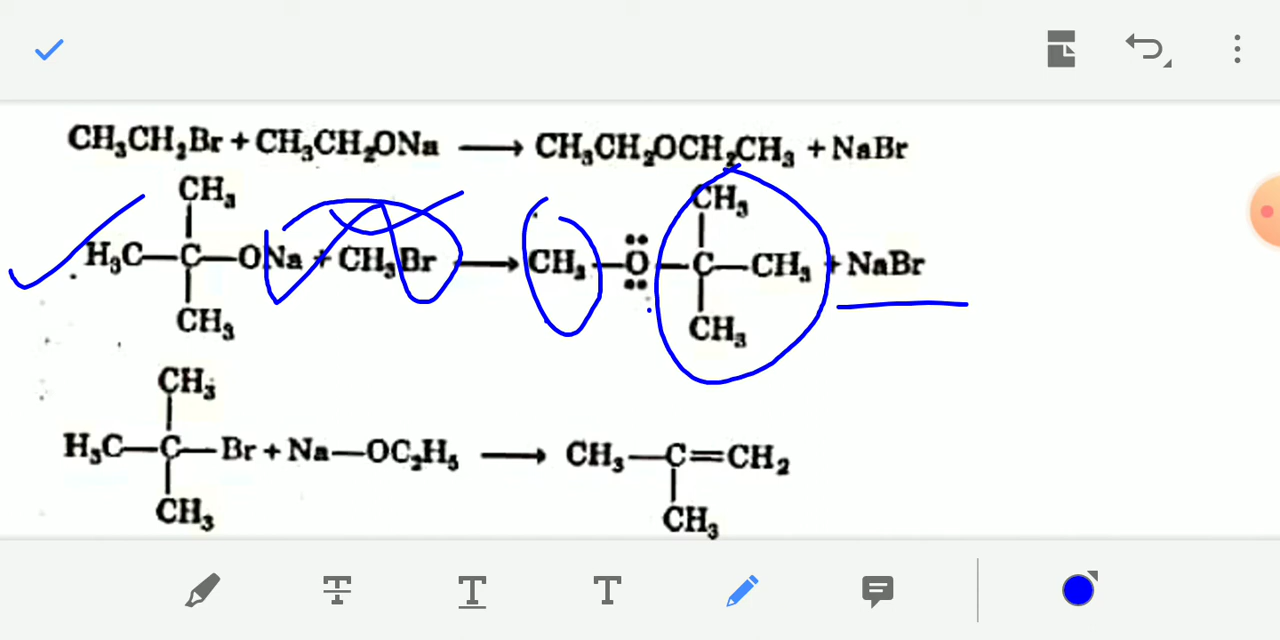 CH₃CH₂Br + CH₃CH₂ONa ⟶ CH₃CH₂OCH₂CH₃ + NaBr
CH₃ CH₃
H₃C—C—ONa + CH₃Br ⟶ CH₃—O—C—CH₃ + NaBr
CH₃ CH₃
CH₃
H₃C—C—Br + Na—OC₂H₅ ⟶ CH₃—C=CH₂
CH₃ CH₃
T T T